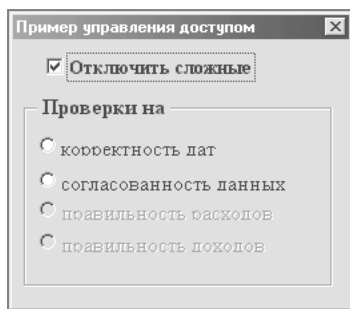 Пример управления доступом
Отключить сложные
Проверки на
корректность дат
согласованность данных
правильность расходов
правильность доходов